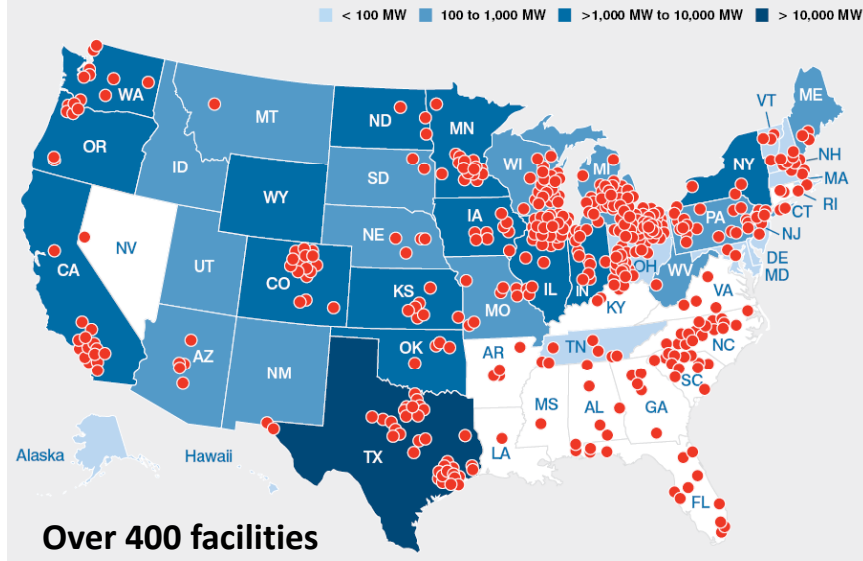 < 100 MW 100 to 1,000 MW >1,000 MW to 10,000 MW > 10,000 MW
WA MT ND MN VT ME
OR ID SD WI MI NY NH
MA
WY IA PA RI
CT
NV NE NJ
CA UT CO IL IN OH DE
MD
KS MO WV VA
KY
AZ NM OK AR TN NC
SC
MS AL GA
TX LA
Alaska Hawaii FL
Over 400 facilities